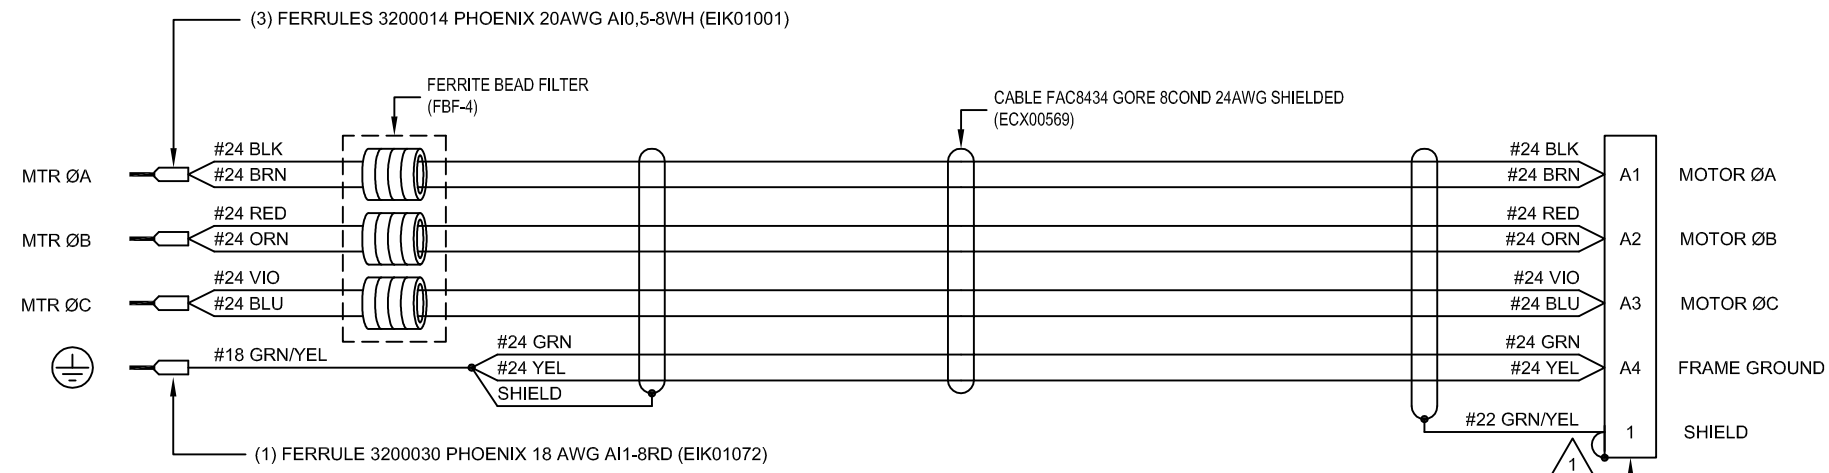 (3) FERRULES 3200014 PHOENIX 20AWG AI0,5-8WH (EIK01001)
FERRITE BEAD FILTER
(FBF-4)
CABLE FAC8434 GORE 8COND 24AWG SHIELDED
(ECX00569)
MTR ØA
#24 BLK
#24 BRN
#24 BLK
#24 BRN
A1
MOTOR ØA
MTR ØB
#24 RED
#24 ORN
#24 RED
#24 ORN
A2
MOTOR ØB
MTR ØC
#24 VIO
#24 BLU
#24 VIO
#24 BLU
A3
MOTOR ØC
#18 GRN/YEL
#24 GRN
#24 YEL
SHIELD
#24 GRN
#24 YEL
A4
FRAME GROUND
#22 GRN/YEL
1
SHIELD
1
(1) FERRULE 3200030 PHOENIX 18 AWG AI1-8RD (EIK01072)